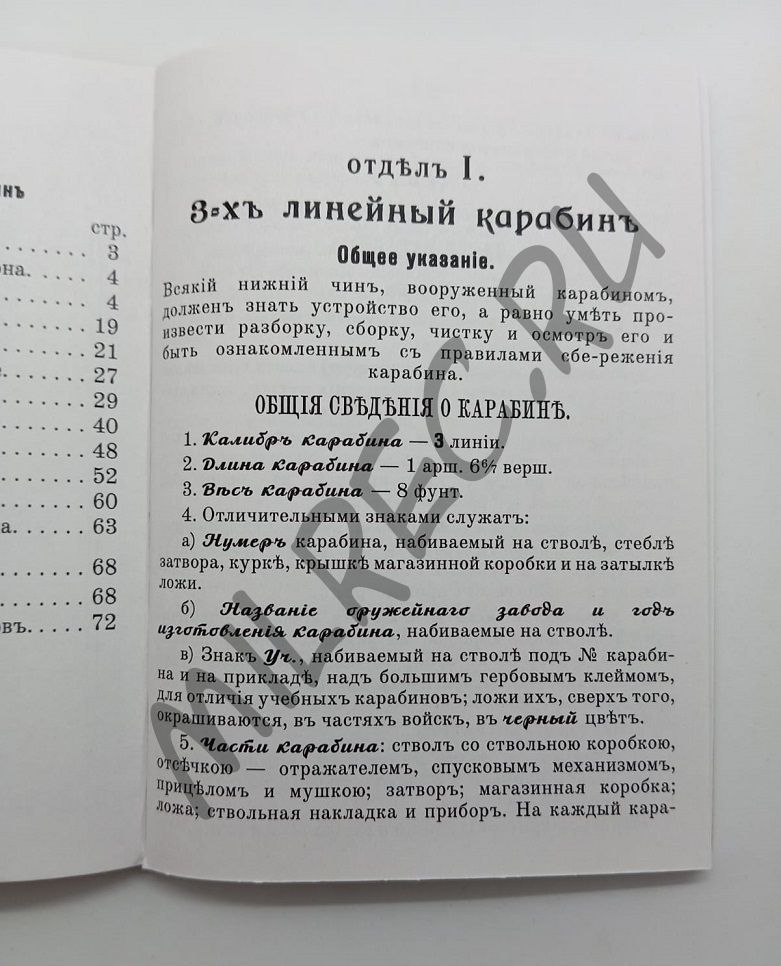 инъ
стр.
. . . . . . . 3
она. . . . . 4
. . . . . . . 4
. . . . . . . 19
. . . . . . . 21
е. . . . . . . 27
. . . . . . . 29
. . . . . . . 40
. . . . . . . 48
. . . . . . . 52
. . . . . . . 60
а. . . . . . 63
. . . . . . . 68
. . . . . . . 68
овъ. . . . . 72
отдѣлъ I.
3-хъ линейный карабинъ
Общее указаніе.
Всякій нижній чин, вооруженный карабиномъ,
долженъ знать устройство его, а равно умѣть про-
извести разборку, сборку, чистку и осмотръ его и
быть ознакомленнымъ съ правилами сбе-реженія
карабина.
ОБЩІЯ СВѢДѢНІЯ О КАРАБИНѢ.
1. Калибръ карабина — 3 линіи.
2. Длина карабина — 1 арш. 6 6/7 верш.
3. Вѣсъ карабина — 8 фунт.
4. Отличительными знаками служатъ:
а) Нумеръ карабина, набиваемый на стволѣ, стеблѣ
затвора, куркѣ, крышкѣ магазинной коробки и на затылкѣ
ложи.
б) Названіе оружейнаго завода и годъ
изготовленія карабина, набиваемые на стволѣ.
в) Знакъ Уч., набиваемый на стволѣ подъ № караби-
на и на прикладѣ, надъ большимъ гербовымъ клеймомъ,
для отличія учебныхъ карабиновъ; ложи ихъ, сверхъ того,
окрашиваются, въ частяхъ войскъ, въ черный цвѣтъ.
5. Части карабина: стволъ со ствольною коробкою,
отсѣчкою — отражателемъ, спусковымъ механизмомъ,
прицѣломъ и мушкою; затворъ; магазинная коробка;
ложа; ствольная накладка и приборъ. На каждый кара-
MILREC.RU